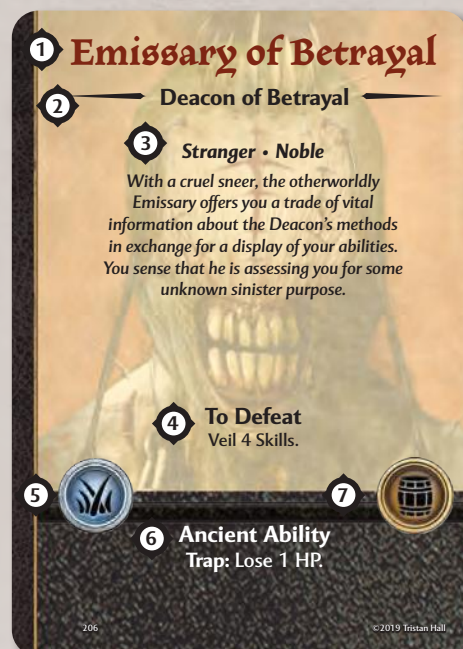 1 Emissary of Betrayal
2 Deacon of Betrayal
3 Stranger • Noble
With a cruel sneer, the otherworldly
Emissary offers you a trade of vital
information about the Deacon's methods
in exchange for a display of your abilities.
You sense that he is assessing you for some
unknown sinister purpose.
4 To Defeat
Veil 4 Skills.
5 7
6 Ancient Ability
Trap: Lose 1 HP.
206 ©2019 Tristan Hall